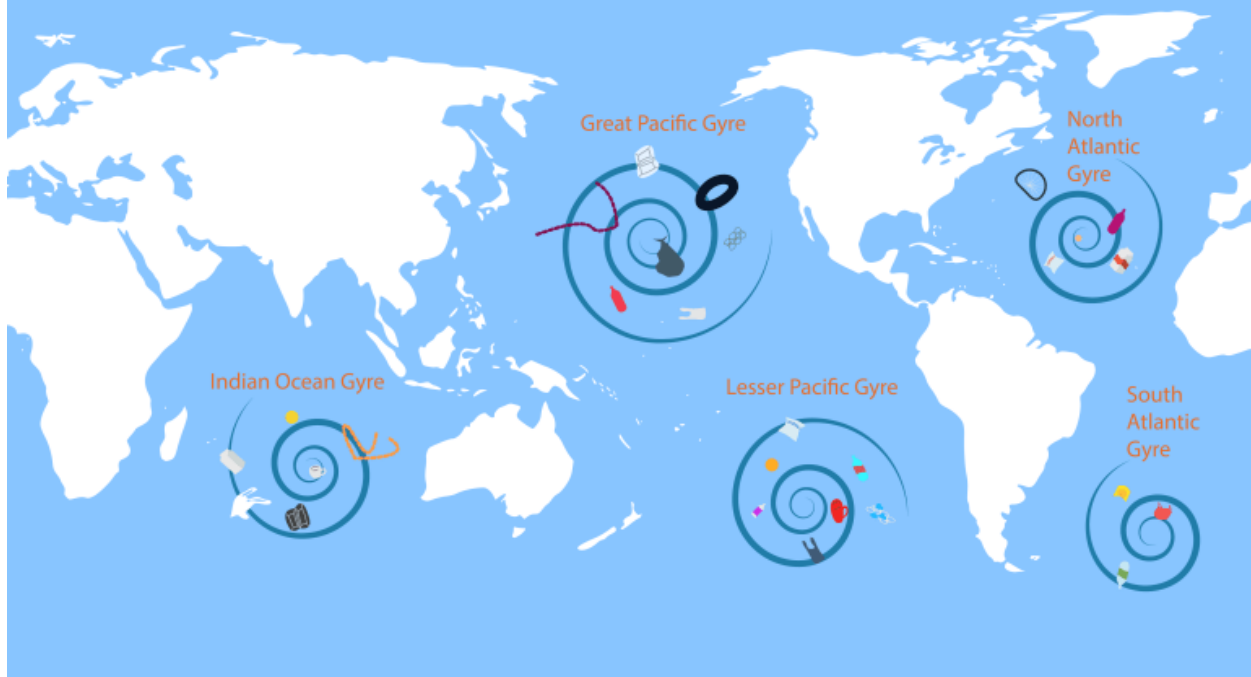 Great Pacific Gyre
North
Atlantic
Gyre
Indian Ocean Gyre
Lesser Pacific Gyre
South
Atlantic
Gyre